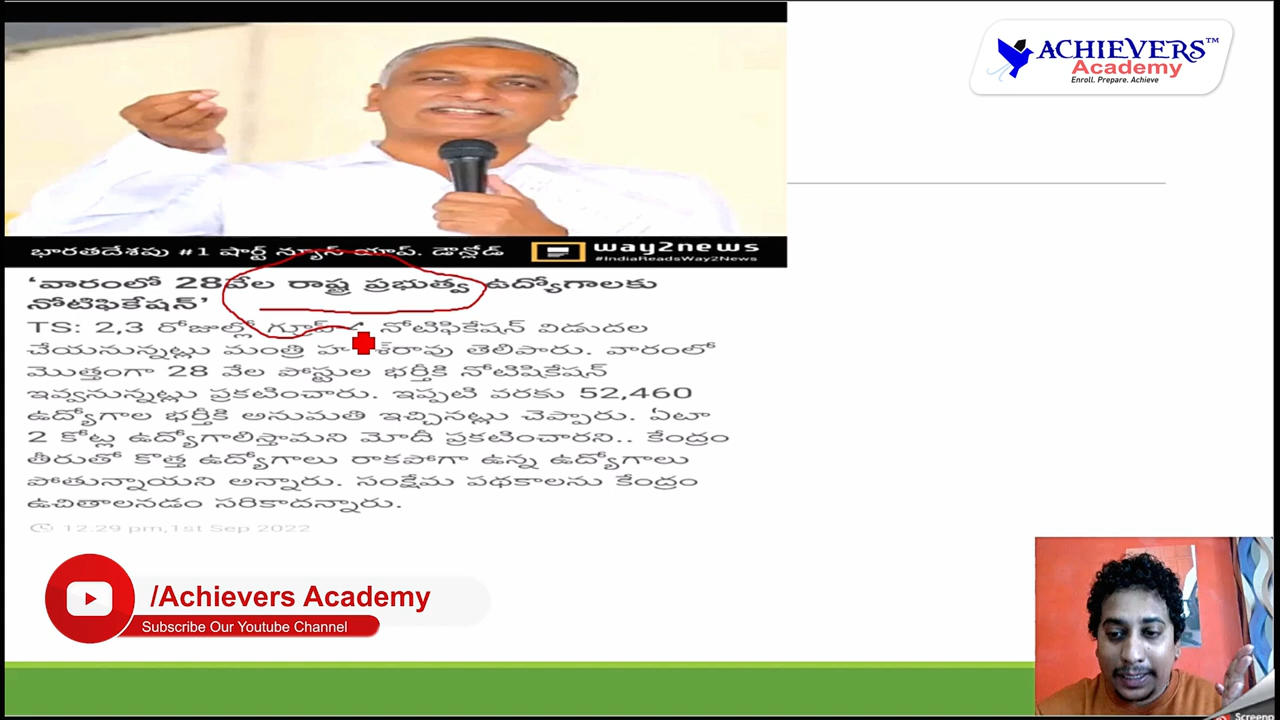 ACHIEVERS™
Academy
Enroll. Prepare. Achieve
భారతదేశపు #1 షార్ట్ న్యూస్ యాప్. డౌన్లోడ్
way2news
#IndiaReadsWay2News
‘వారంలో 28వేల రాష్ట్ర ప్రభుత్వ ఉద్యోగాలకు
నోటిఫికేషన్’
TS: 2,3 రోజుల్లో గ్రూప్ నోటిఫికేషన్ విడుదల
చేయనున్నట్లు మంత్రి తెలిపారు. వారంలో
మొత్తంగా 28 వేల పోస్టుల భర్తీకి నోటిషికేషన్
ఇవ్వనున్నట్లు ప్రకటించారు. ఇప్పటి వరకు 52,460
ఉద్యోగాల భర్తీకి అనుమతి ఇచ్చినట్లు చెప్పారు. ఏటా
2 కోట్ల ఉద్యోగాలిస్తామని మోదీ ప్రకటించారని.. కేంద్రం
తీరుతో కొత్త ఉద్యోగాలు రాకపోగా ఉన్న ఉద్యోగాలు
పోతున్నాయని అన్నారు. సంక్షేమ పథకాలను కేంద్రం
ఉచితాలనడం సరికాదన్నారు.
12.29 pm,1st Sep 2022
/Achievers Academy
Subscribe Our Youtube Channel